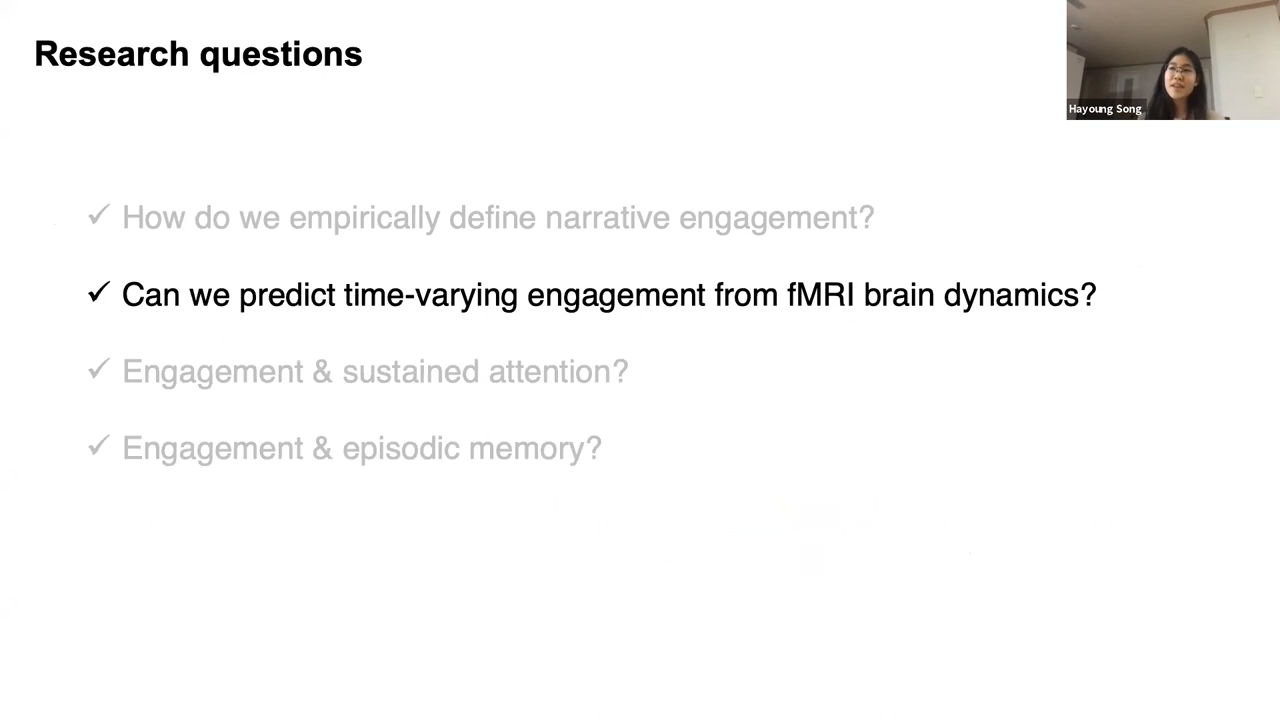 Research questions
Hayoung Song
✓ How do we empirically define narrative engagement?
✓ Can we predict time-varying engagement from fMRI brain dynamics?
✓ Engagement & sustained attention?
✓ Engagement & episodic memory?